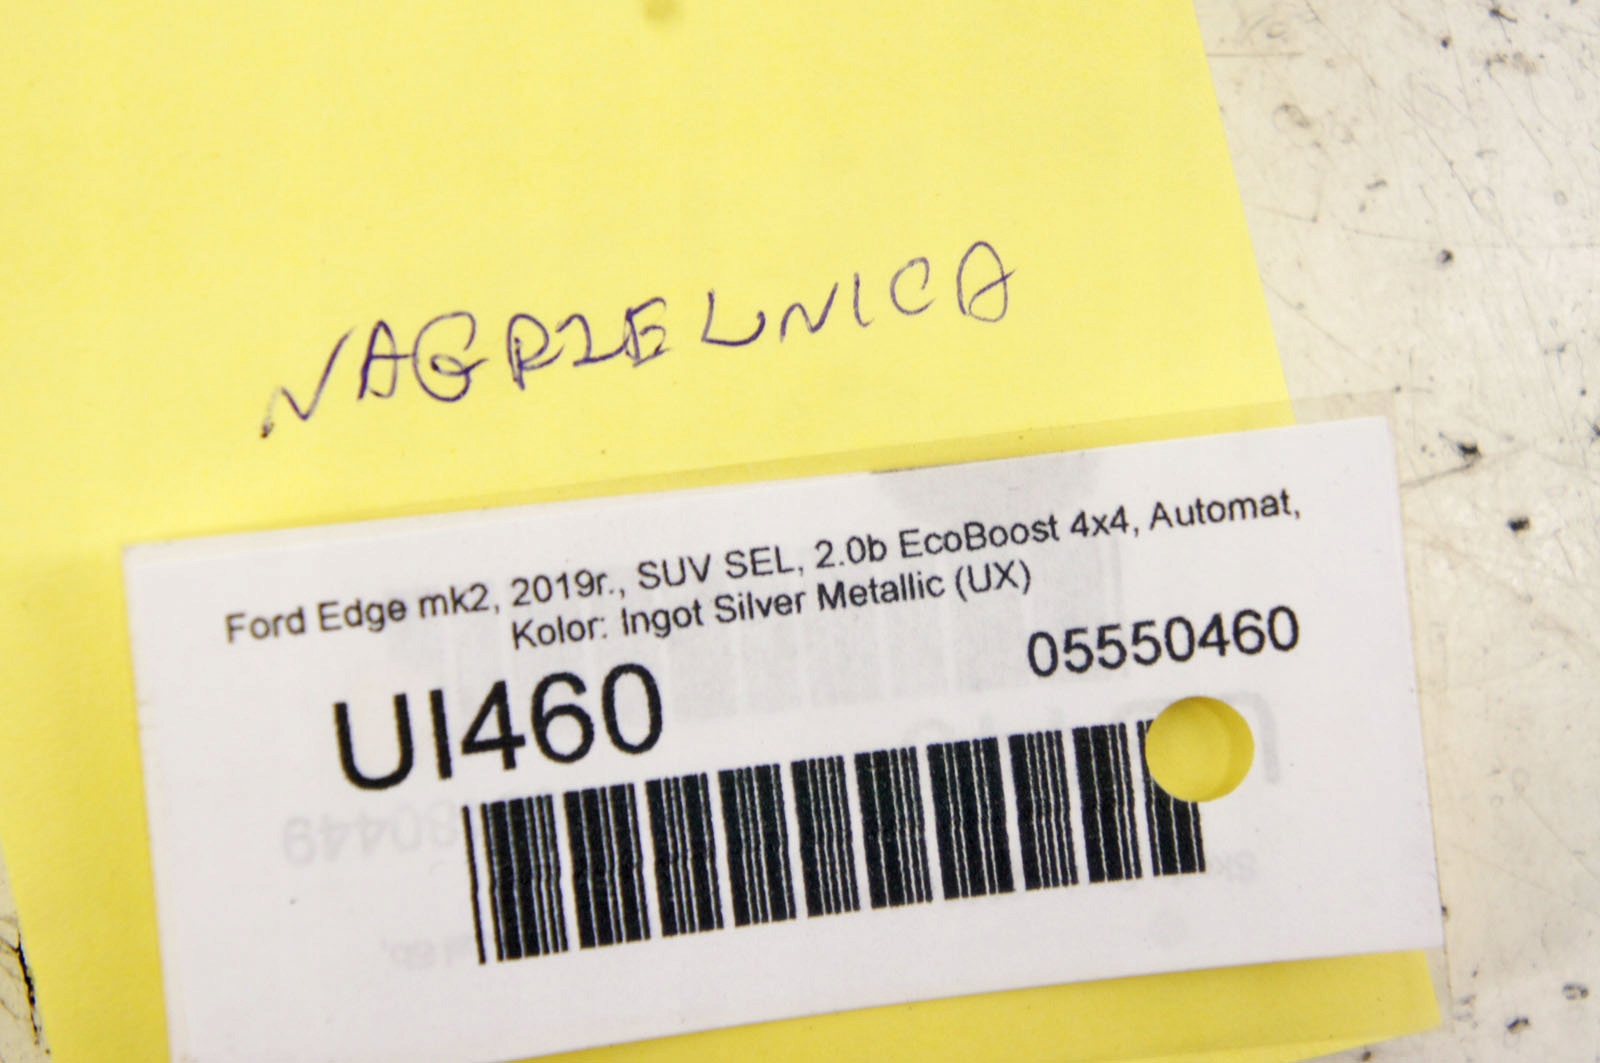 NAGRZELNICA
Ford Edge mk2, 2019r., SUV SEL, 2.0b EcoBoost 4x4, Automat,
Kolor: Ingot Silver Metallic (UX)
05550460
UI460